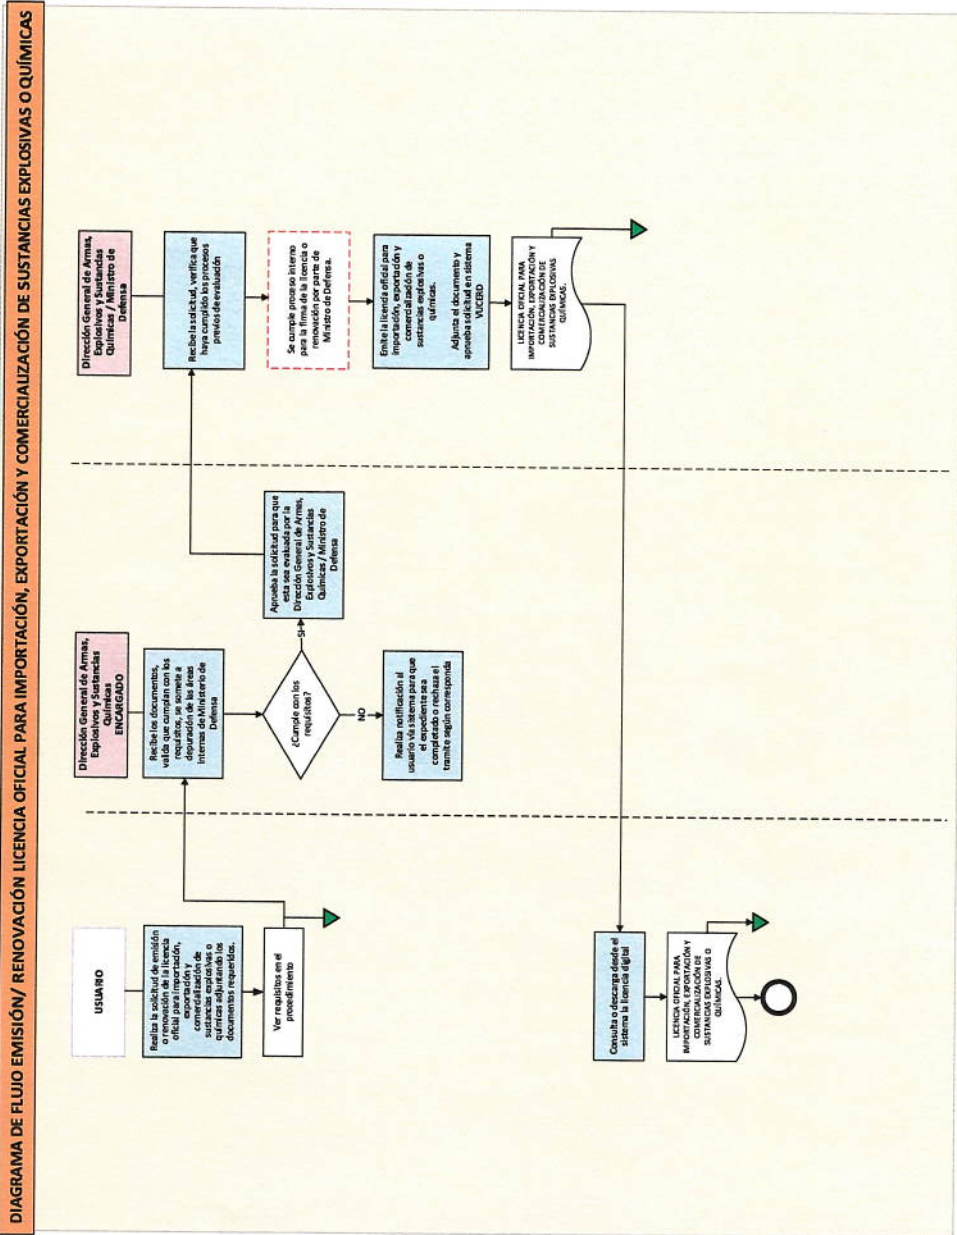 DIAGRAMA DE FLUJO EMISIÓN/ RENOVACIÓN LICENCIA OFICIAL PARA IMPORTACIÓN, EXPORTACIÓN Y COMERCIALIZACIÓN DE SUSTANCIAS EXPLOSIVAS O QUÍMICAS
USUARIO
Realiza la solicitud de emisión
o renovación de la licencia
oficial para importación,
exportación y
comercialización de
sustancias explosivas o
químicas adjuntando los
documentos requeridos.
Ver requisitos en el
procedimiento
Dirección General de Armas,
Explosivos y Sustancias
Químicas
ENCARGADO
Recibe los documentos,
valida que cumplan con los
requisitos, se somete a
depuración de las áreas
internas de Ministerio de
Defensa
¿Cumple con los
requisitos?
SI
NO
Aprueba la solicitud para que
esta sea evaluada por la
Dirección General de Armas,
Explosivos y Sustancias
Químicas / Ministro de
Defensa
Realiza notificación al
usuario vía sistema para que
el expediente sea
completado o rechaza el
tramite según corresponda
Dirección General de Armas,
Explosivos y Sustancias
Químicas / Ministro de
Defensa
Recibe la solicitud, verifica que
haya cumplido los procesos
previos de evaluación
Se cumple proceso interno
para la firma de la licencia o
renovación por parte de
Ministro de Defensa.
Emite la licencia oficial para
importación, exportación y
comercialización de
sustancias explosivas o
químicas.
Adjunta el documento y
aprueba solicitud en sistema
VUCERD
LICENCIA OFICIAL PARA
IMPORTACIÓN, EXPORTACIÓN Y
COMERCIALIZACIÓN DE
SUSTANCIAS EXPLOSIVAS
QUÍMICAS.
Consulta o descarga desde el
sistema la licencia digital
LICENCIA OFICIAL PARA
IMPORTACIÓN, EXPORTACIÓN Y
COMERCIALIZACIÓN DE
SUSTANCIAS EXPLOSIVAS O
QUÍMICAS.